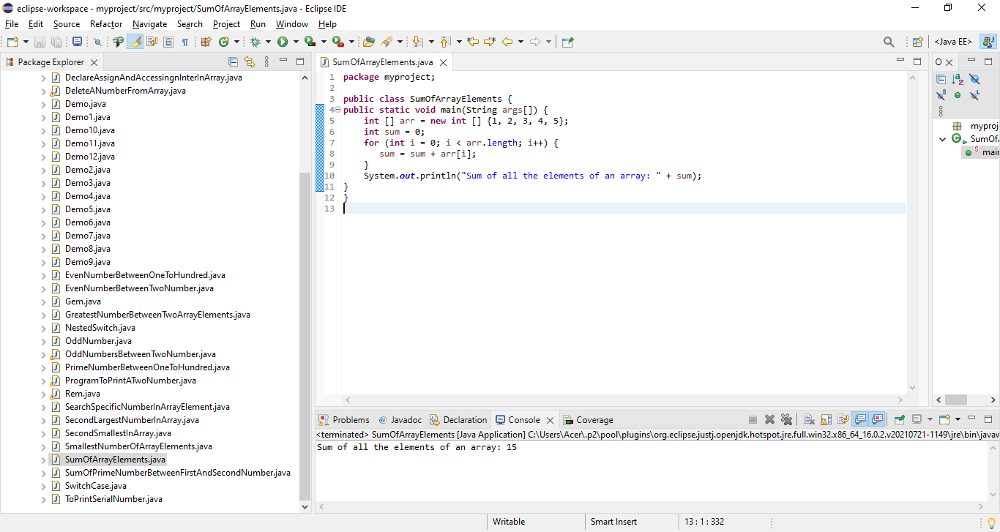 eclipse-workspace - myproject/src/myproject/SumOfArrayElements.java - Eclipse IDE
File Edit Source Refactor Navigate Search Project Run Window Help
<Java EE>
Package Explorer
DeclareAssignAndAccessingnInterInArray.java
DeleteANumberFromArray.java
Demo.java
Demo1.java
Demo10.java
Demo11.java
Demo12.java
Demo2.java
Demo3.java
Demo4.java
Demo5.java
Demo6.java
Demo7.java
Demo8.java
Demo9.java
EvenNumberBetweenOneToHundred.java
EvenNumberBetweenTwoNumber.java
Gem.java
GreatestNumberBetweenTwoArrayElements.java
NestedSwitch.java
OddNumber.java
OddNumbersBetweenTwoNumber.java
PrimeNumberBetweenOneToHundred.java
ProgramToPrintATwoNumber.java
Rem.java
SearchSpecificNumberInArrayElement.java
SecondLargestNumberInArray.java
SecondSmallestInArray.java
SmallestNumberOfArrayElements.java
SumOfArrayElements.java
SumOfPrimeNumberBetweenFirstAndSecondNumber.java
SwitchCase.java
ToPrintSerialNumber.java
SumOfArrayElements.java
1 package myproject;
2
3 public class SumOfArrayElements {
4 public static void main(String args[]) {
5 int [] arr = new int [] {1, 2, 3, 4, 5};
6 int sum = 0;
7 for (int i = 0; i < arr.length; i++) {
8 sum = sum + arr[i];
9 }
10 System.out.println("Sum of all the elements of an array: " + sum);
11 }
12 }
13
O
myproj
SumOfA
main
Problems @ Javadoc Declaration Console Coverage
<terminated> SumOfArrayElements [Java Application] C:\Users\Acer\.p2\pool\plugins\org.eclipse.justj.openjdk.hotspot.jre.full.win32.x86_64_16.0.2.v20210721-1149\jre\bin\javaw
Sum of all the elements of an array: 15
Writable Smart Insert 13 : 1 : 332